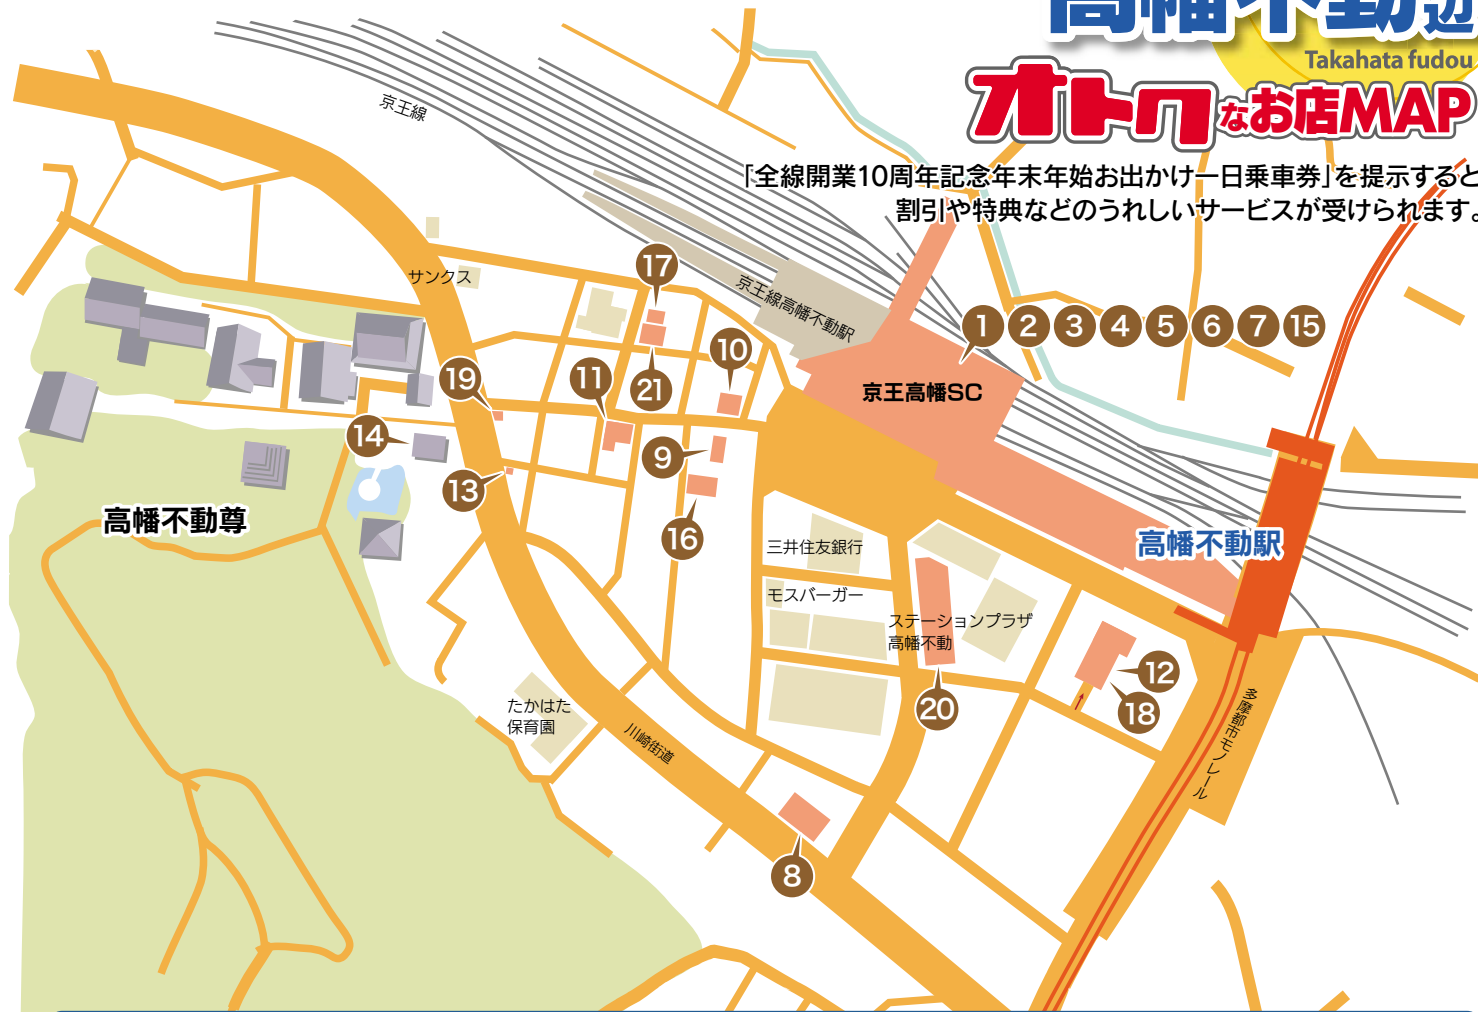 高幡不動辺
Takahata fudou
オトクなお店MAP
「全線開業10周年記念年末年始お出かけ一日乗車券」を提示すると
割引や特典などのうれしいサービスが受けられます。
京王線
サンクス
京王線高幡不動駅
17
1 2 3 4 5 6 7 15
10
11
21
19
京王高幡SC
14
9
13
16
高幡不動尊
高幡不動駅
三井住友銀行
モスバーガー
ステーションプラザ
高幡不動
12
18
20
たかはた
保育園
川崎街道
多摩都市モノレール
8